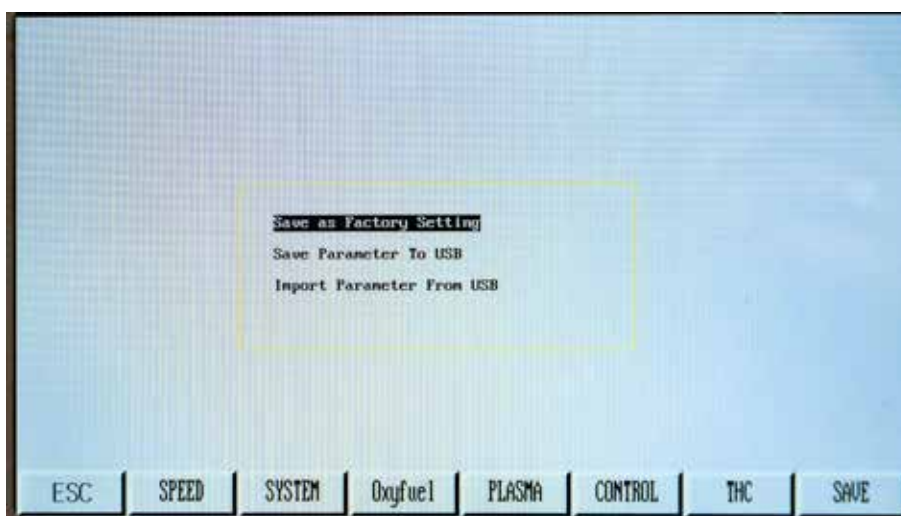 Save as Factory Setting
Save Parameter To USB
Import Parameter From USB
ESC SPEED SYSTEM Oxyfuel PLASMA CONTROL THC SAVE